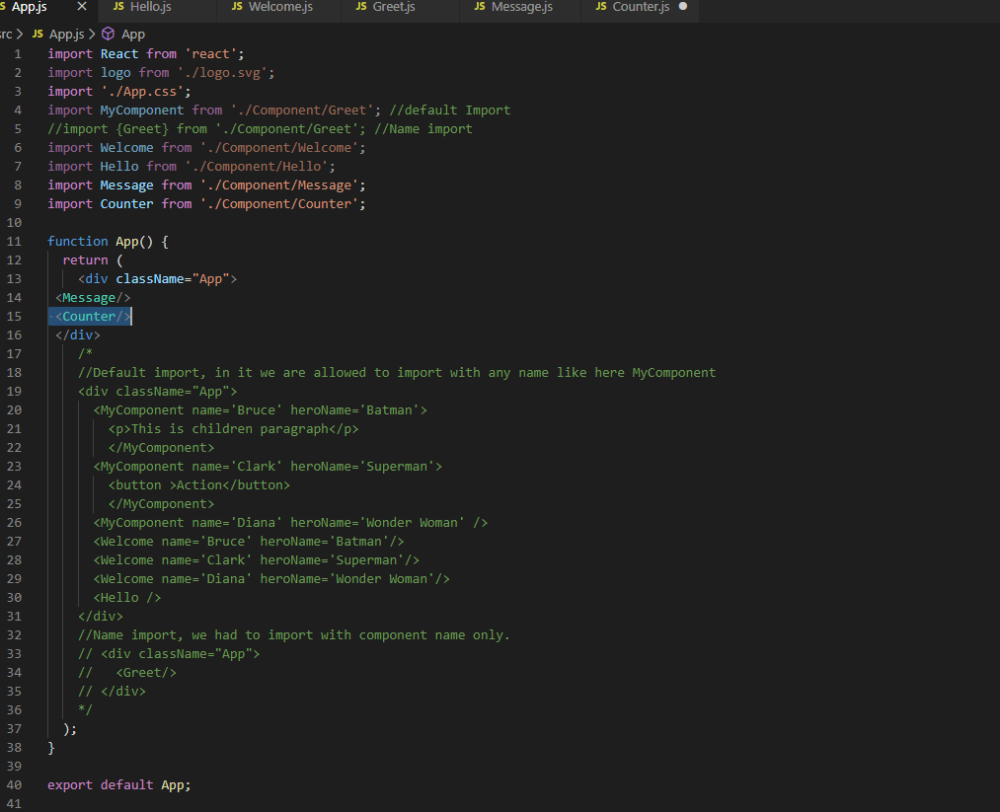 JS App.js × JS Hello.js JS Welcome.js JS Greet.js JS Message.js JS Counter.js ●
src > JS App.js > App
1 import React from 'react';
2 import logo from './logo.svg';
3 import './App.css';
4 import MyComponent from './Component/Greet'; //default Import
5 //import {Greet} from './Component/Greet'; //Name import
6 import Welcome from './Component/Welcome';
7 import Hello from './Component/Hello';
8 import Message from './Component/Message';
9 import Counter from './Component/Counter';
10
11 function App() {
12 return (
13 <div className="App">
14 <Message/>
15 <Counter/>
16 </div>
17 /*
18 //Default import, in it we are allowed to import with any name like here MyComponent
19 <div className="App">
20 <MyComponent name='Bruce' heroName='Batman'>
21 <p>This is children paragraph</p>
22 </MyComponent>
23 <MyComponent name='Clark' heroName='Superman'>
24 <button >Action</button>
25 </MyComponent>
26 <MyComponent name='Diana' heroName='Wonder Woman' />
27 <Welcome name='Bruce' heroName='Batman'/>
28 <Welcome name='Clark' heroName='Superman'/>
29 <Welcome name='Diana' heroName='Wonder Woman'/>
30 <Hello />
31 </div>
32 //Name import, we had to import with component name only.
33 // <div className="App">
34 // <Greet/>
35 // </div>
36 */
37 );
38 }
39
40 export default App;
41